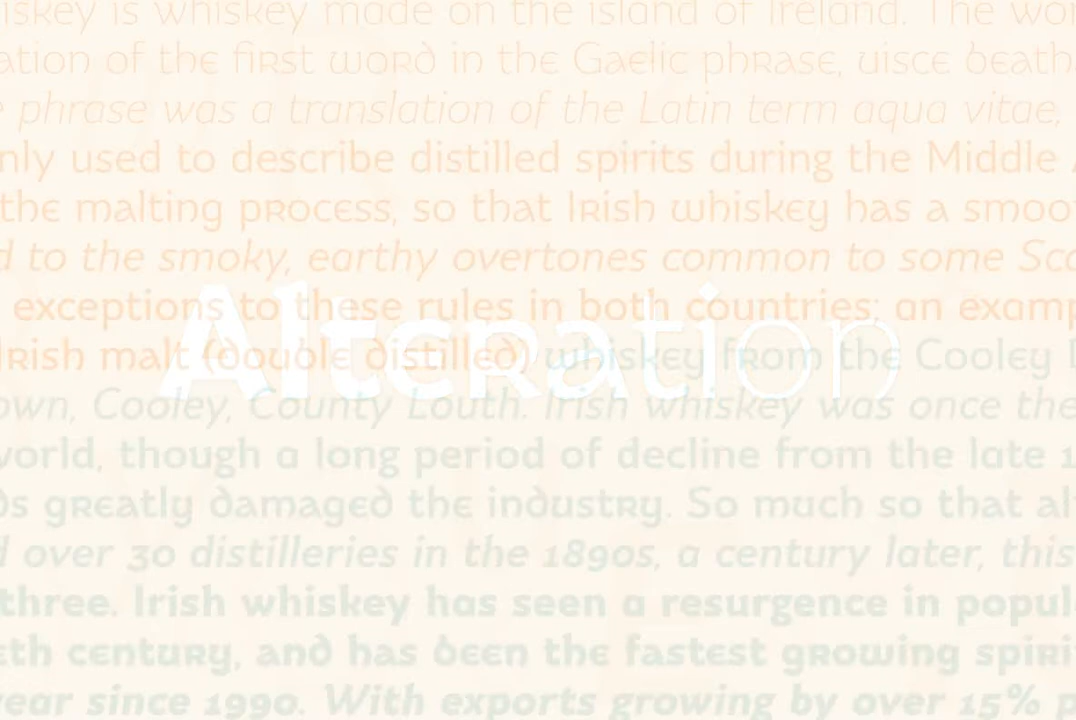 iskey is whiskey made on the island of Ireland. The wor
ation of the first word in the Gaelic phrase, uisce beath
e phrase was a translation of the Latin term aqua vitae,
nly used to describe distilled spirits during the Middle A
the malting process, so that Irish whiskey has a smoo
d to the smoky, earthy overtones common to some Sco
exceptions to these rules in both countries; an examp
Alteration
Irish malt (double distilled) whiskey from the Cooley D
own, Cooley, County Louth. Irish whiskey was once the
world, though a long period of decline from the late 1
ds greatly damaged the industry. So much so that alt
d over 30 distilleries in the 1890s, a century later, this
three. Irish whiskey has seen a resurgence in popul
eth century, and has been the fastest growing spiri
year since 1990. With exports growing by over 15% p